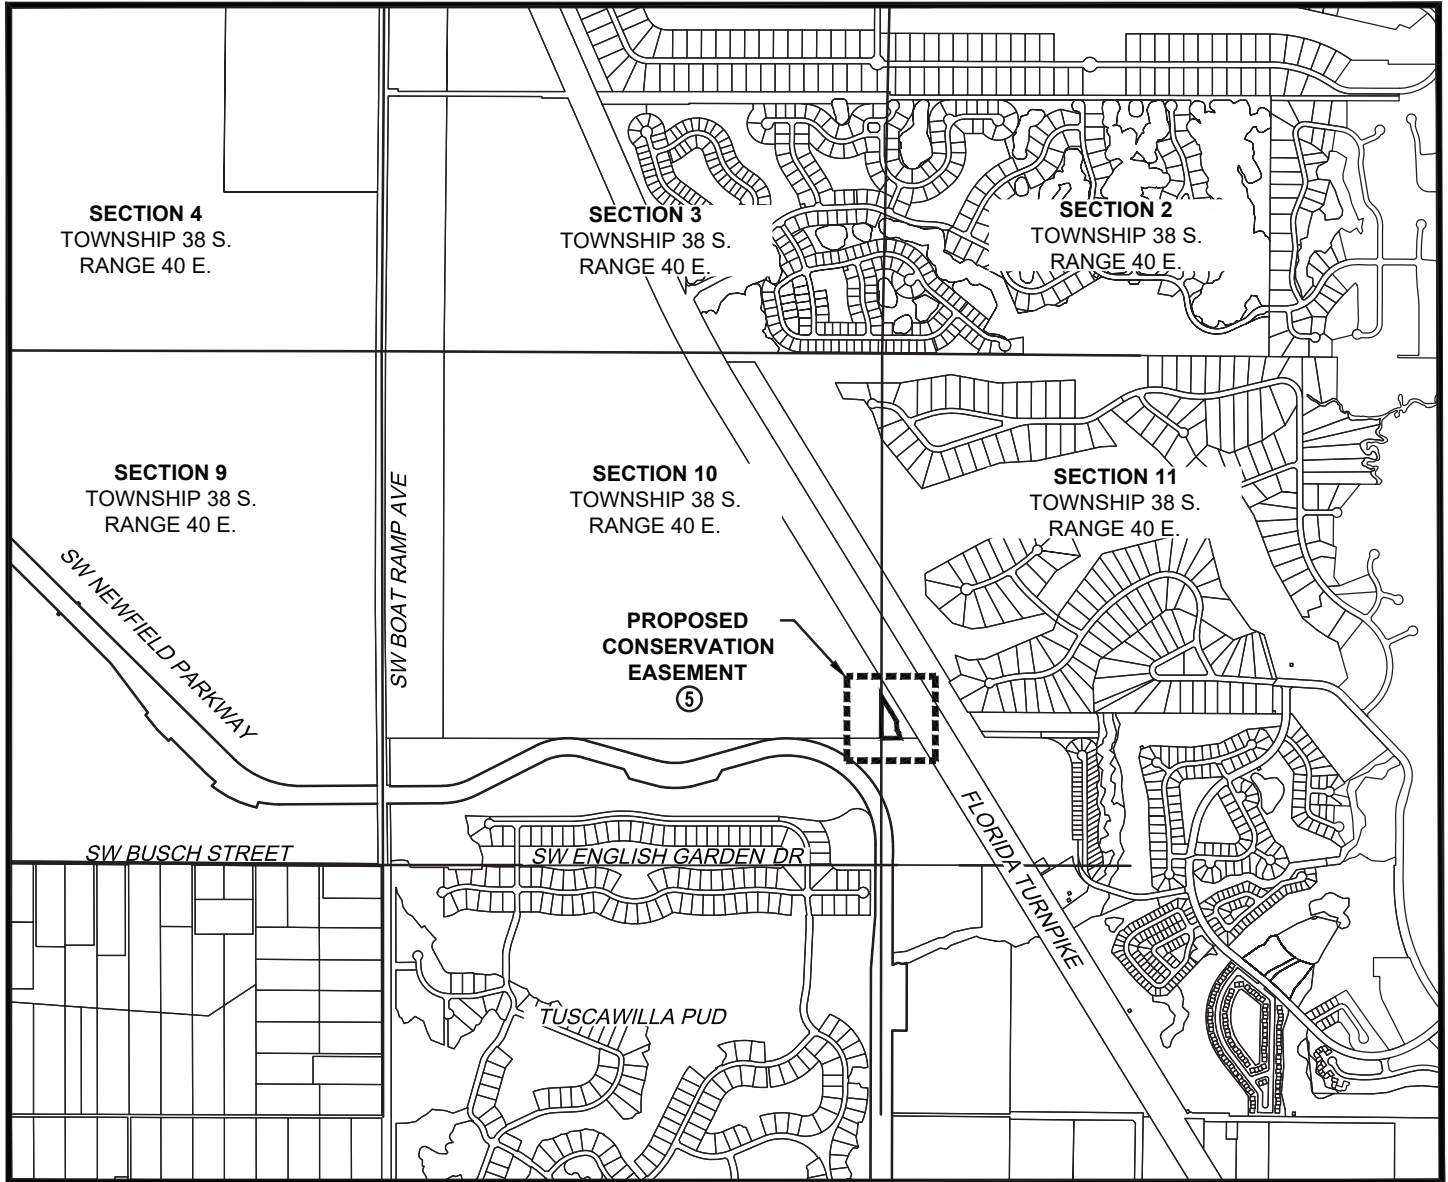 SECTION 4
TOWNSHIP 38 S.
RANGE 40 E.
SECTION 3
TOWNSHIP 38 S.
RANGE 40 E.
SECTION 2
TOWNSHIP 38 S.
RANGE 40 E.
SECTION 9
TOWNSHIP 38 S.
RANGE 40 E.
SW BOAT RAMP AVE
SECTION 10
TOWNSHIP 38 S.
RANGE 40 E.
SECTION 11
TOWNSHIP 38 S.
RANGE 40 E.
SW NEWFIELD PARKWAY
PROPOSED
CONSERVATION
EASEMENT
5
FLORIDA TURNPIKE
SW BUSCH STREET
SW ENGLISH GARDEN DR
TUSCAWILLA PUD